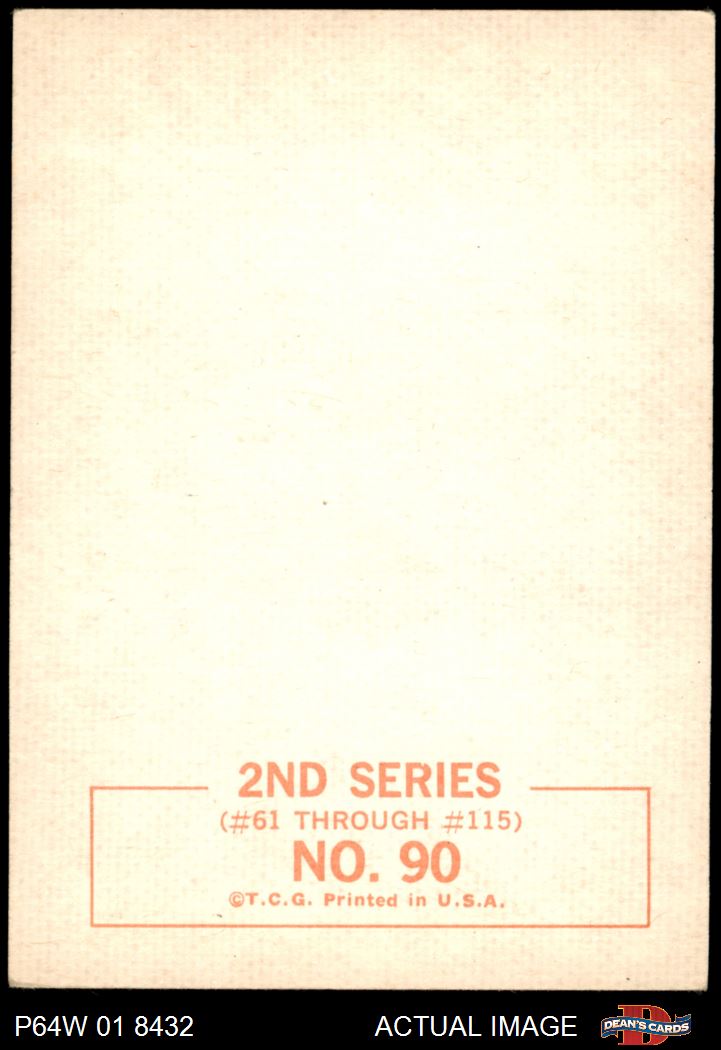 2ND SERIES
(#61 THROUGH #115)
NO. 90
©T.C.G. Printed in U.S.A.
P64W 01 8432
ACTUAL IMAGE
D
DEAN'S CARDS